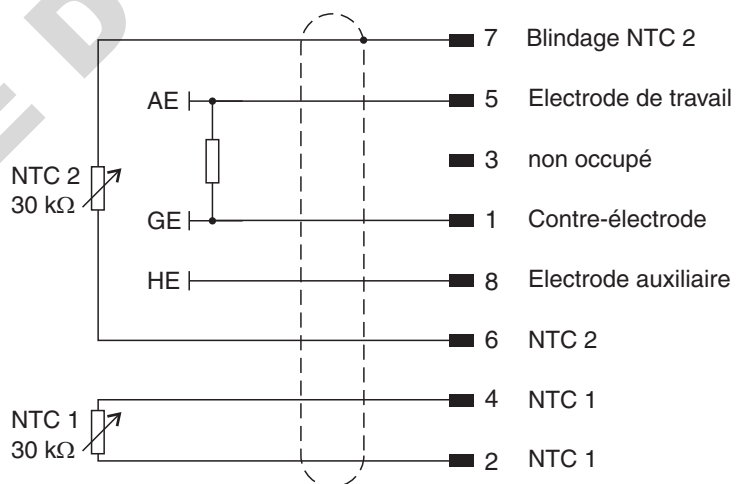 7 Blindage NTC 2
AE 5 Electrode de travail
3 non occupé
NTC 2
30 kΩ
GE 1 Contre-électrode
HE 8 Electrode auxiliaire
6 NTC 2
4 NTC 1
NTC 1
30 kΩ
2 NTC 1
E D